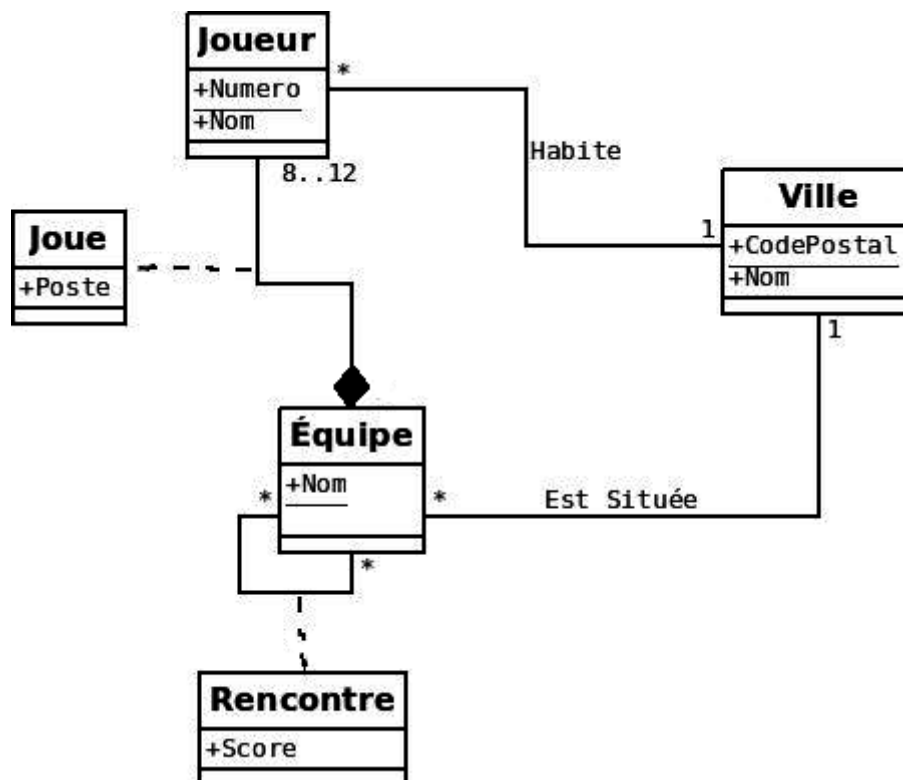 Joueur
+Numero
+Nom
*
8..12
Habite
Ville
+CodePostal
+Nom
1
1
Joue
+Poste
Équipe
+Nom
*
*
*
Est Située
Rencontre
+Score